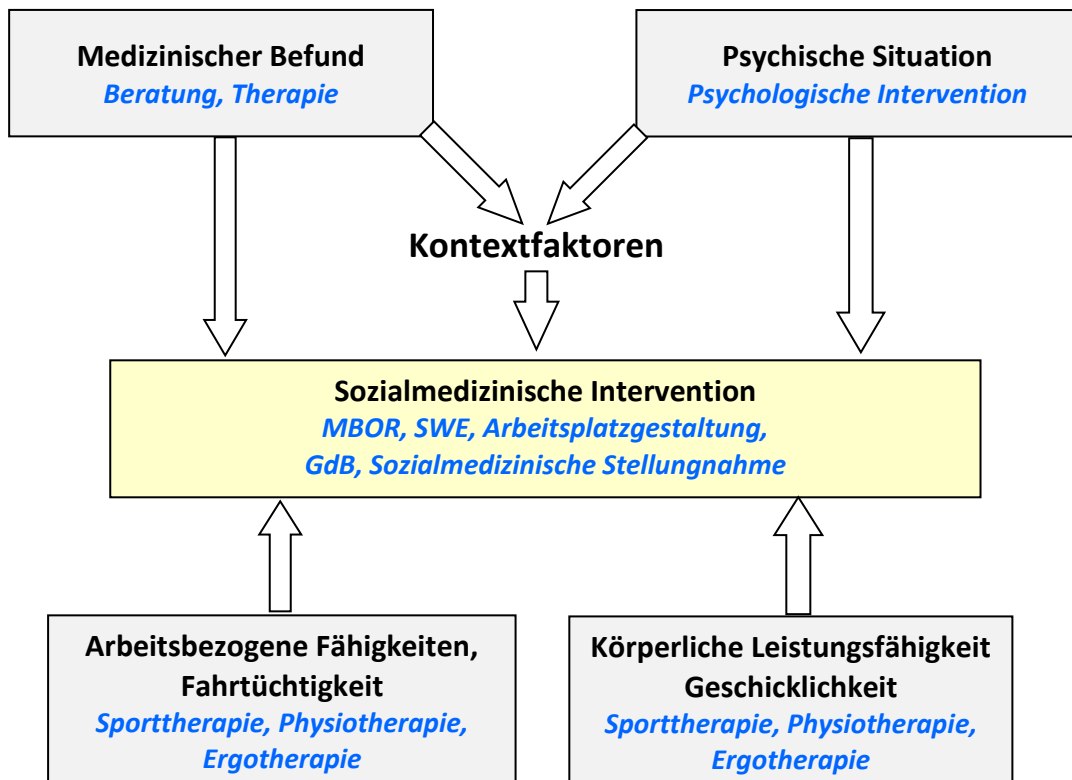 Medizinischer Befund
Beratung, Therapie
Psychische Situation
Psychologische Intervention
Kontextfaktoren
Sozialmedizinische Intervention
MBOR, SWE, Arbeitsplatzgestaltung,
GdB, Sozialmedizinische Stellungnahme
Arbeitsbezogene Fähigkeiten,
Fahrtüchtigkeit
Sporttherapie, Physiotherapie,
Ergotherapie
Körperliche Leistungsfähigkeit
Geschicklichkeit
Sporttherapie, Physiotherapie,
Ergotherapie